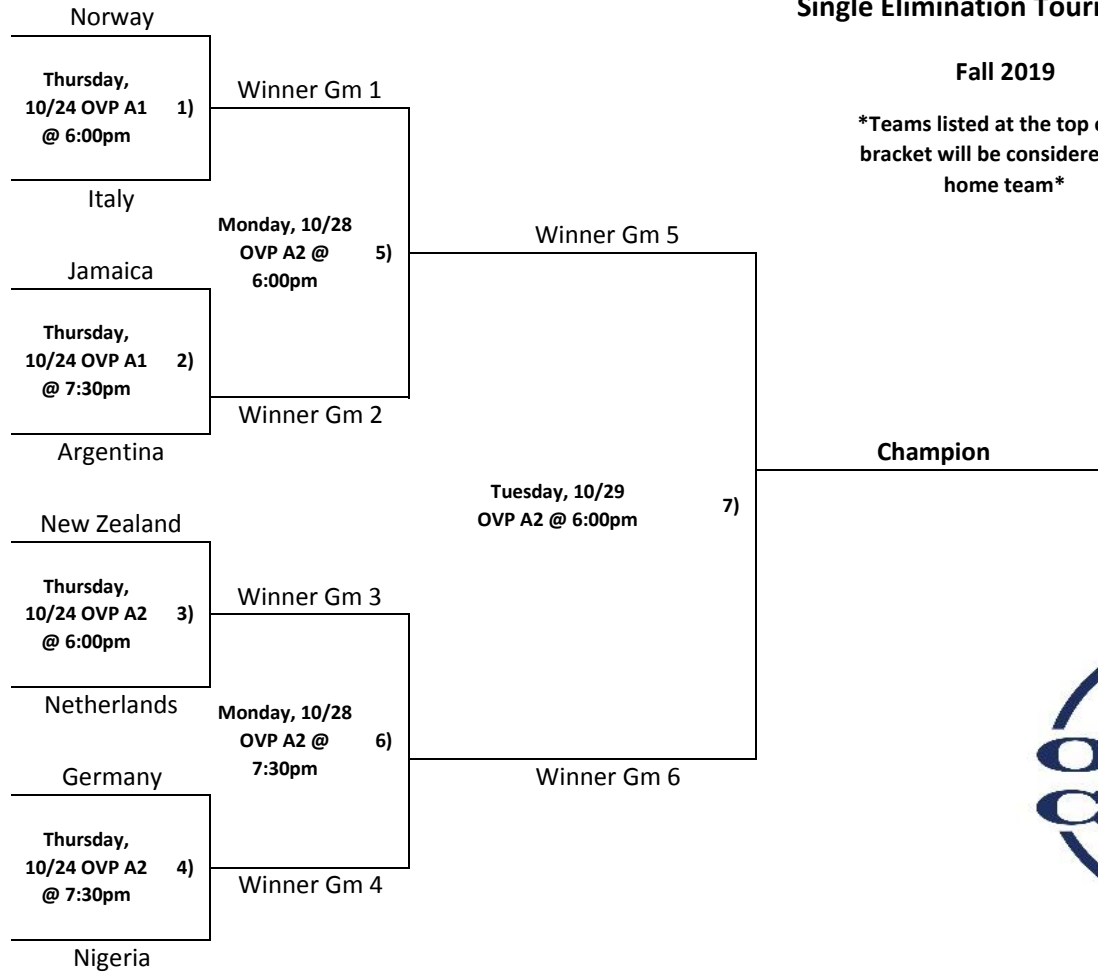 Single Elimination
Fall 2019
*Teams listed at the top
bracket will be
home team*
Norway
Thursday,
10/24 OVP A1 1)
@ 6:00pm
Italy
Winner Gm 1
Monday, 10/28
OVP A2 @ 5)
6:00pm
Jamaica
Thursday,
10/24 OVP A1 2)
@ 7:30pm
Argentina
Winner Gm 2
Winner Gm 5
New Zealand
Thursday,
10/24 OVP A2 3)
@ 6:00pm
Netherlands
Winner Gm 3
Monday, 10/28
OVP A2 @ 6)
7:30pm
Germany
Thursday,
10/24 OVP A2 4)
@ 7:30pm
Nigeria
Winner Gm 4
Winner Gm 6
Tuesday, 10/29
OVP A2 @ 6:00pm 7)
Champion